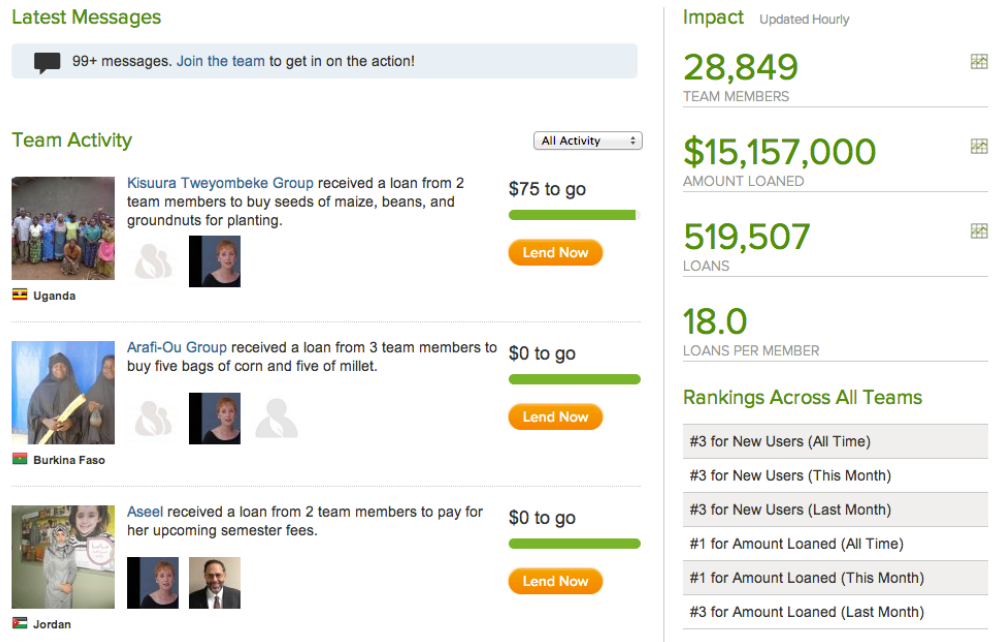 Latest Messages
99+ messages. Join the team to get in on the action!
Team Activity
All Activity
Kisuura Tweyombeke Group received a loan from 2
team members to buy seeds of maize, beans, and
groundnuts for planting.
$75 to go
Lend Now
Uganda
Arafi-Ou Group received a loan from 3 team members to
buy five bags of corn and five of millet.
$0 to go
Lend Now
Burkina Faso
Aseel received a loan from 2 team members to pay for
her upcoming semester fees.
$0 to go
Lend Now
Jordan
Impact Updated Hourly
28,849
TEAM MEMBERS
$15,157,000
AMOUNT LOANED
519,507
LOANS
18.0
LOANS PER MEMBER
Rankings Across All Teams
#3 for New Users (All Time)
#3 for New Users (This Month)
#3 for New Users (Last Month)
#1 for Amount Loaned (All Time)
#1 for Amount Loaned (This Month)
#3 for Amount Loaned (Last Month)